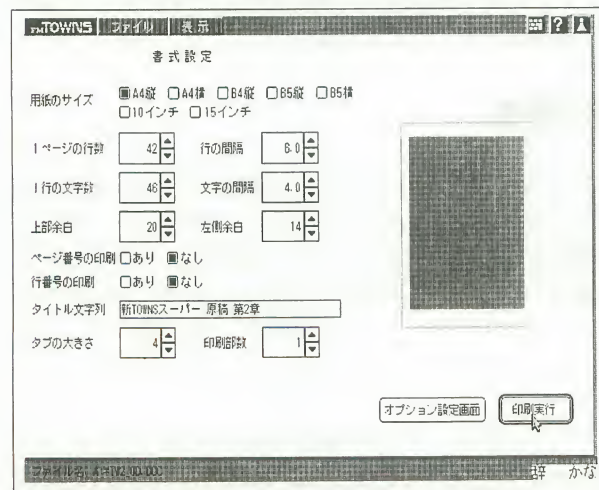 FMTOWNS ファイル 表示
書式設定
用紙のサイズ A4縦 A4横 B4縦 B5縦 B5横
10インチ 15インチ
1ページの行数 42 行の間隔 6.0
1行の文字数 46 文字の間隔 4.0
上部余白 20 左側余白 14
ページ番号の印刷 あり なし
行番号の印刷 あり なし
タイトル文字列 新TOWNSスーパー 原稿 第2章
タブの大きさ 4 印刷部数 1
オプション設定画面 印刷実行
ファイル名:
辞 かな